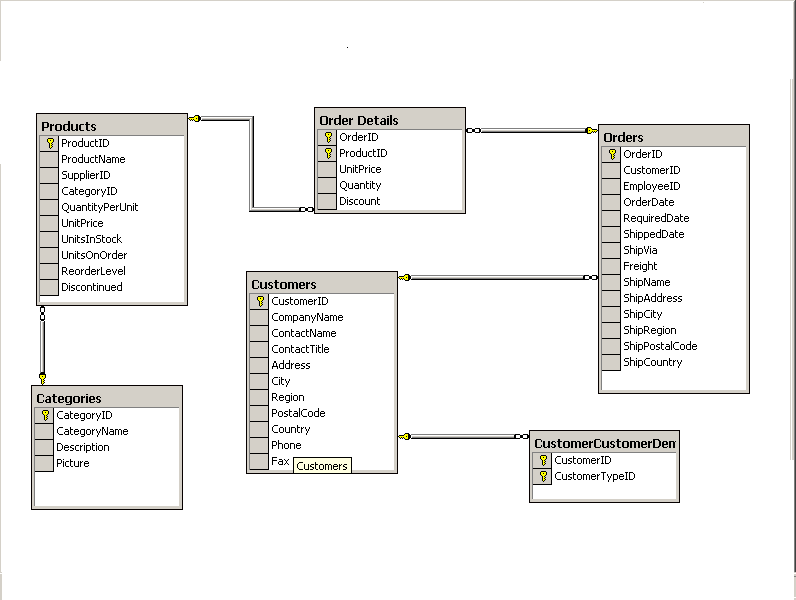 Products
ProductID
ProductName
SupplierID
CategoryID
QuantityPerUnit
UnitPrice
UnitsInStock
UnitsOnOrder
ReorderLevel
Discontinued
Order Details
OrderID
ProductID
UnitPrice
Quantity
Discount
Orders
OrderID
CustomerID
EmployeeID
OrderDate
RequiredDate
ShippedDate
ShipVia
Freight
ShipName
ShipAddress
ShipCity
ShipRegion
ShipPostalCode
ShipCountry
Customers
CustomerID
CompanyName
ContactName
ContactTitle
Address
City
Region
PostalCode
Country
Phone
Fax
Customers
Categories
CategoryID
CategoryName
Description
Picture
CustomerCustomerDem
CustomerID
CustomerTypeID